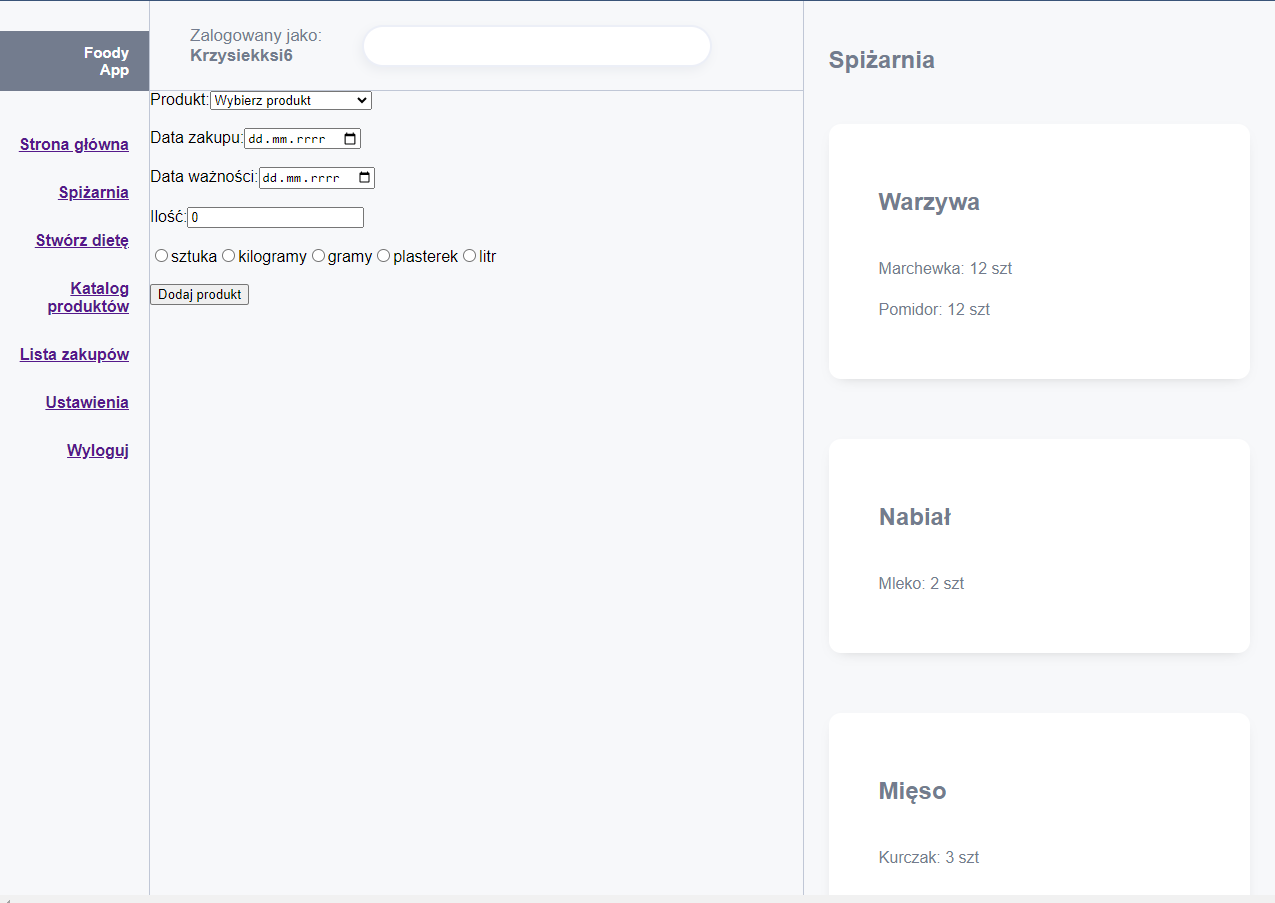 Foody
App
Strona główna
Spiżarnia
Stwórz dietę
Katalog
produktów
Lista zakupów
Ustawienia
Wyloguj
Zalogowany jako:
Krzysiekksi6
Produkt: Wybierz produkt
Data zakupu: dd.mm.rrrr
Data ważności: dd.mm.rrrr
Ilość: 0
sztuka kilogramy gramy plasterek litr
Dodaj produkt
Spiżarnia
Warzywa
Marchewka: 12 szt
Pomidor: 12 szt
Nabiał
Mleko: 2 szt
Mięso
Kurczak: 3 szt